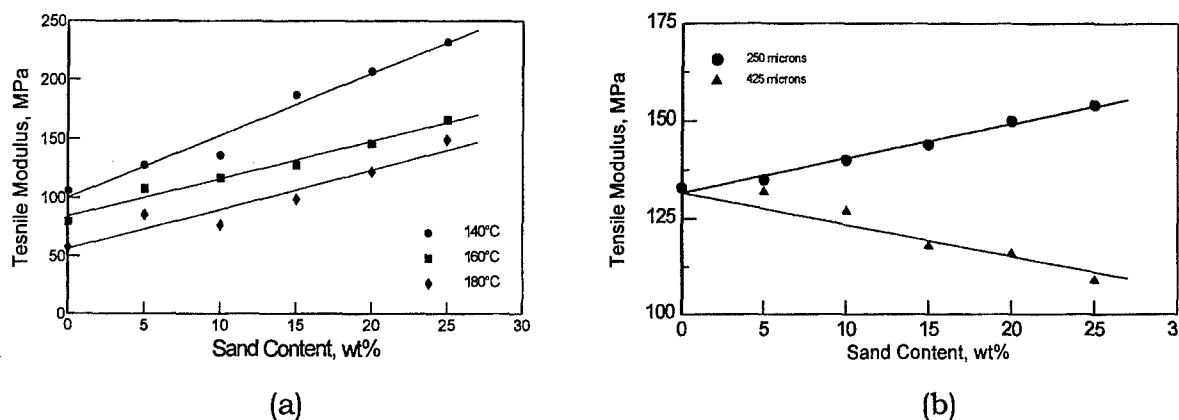 250
200
150
100
50
0
Tesnile Modulus, MPa
140°C
160°C
180°C
0 5 10 15 20 25 30
Sand Content, wt%
(a)
175
150
125
100
Tensile Modulus, MPa
250 microns
425 microns
0 5 10 15 20 25 3
Sand Content, wt%
(b)